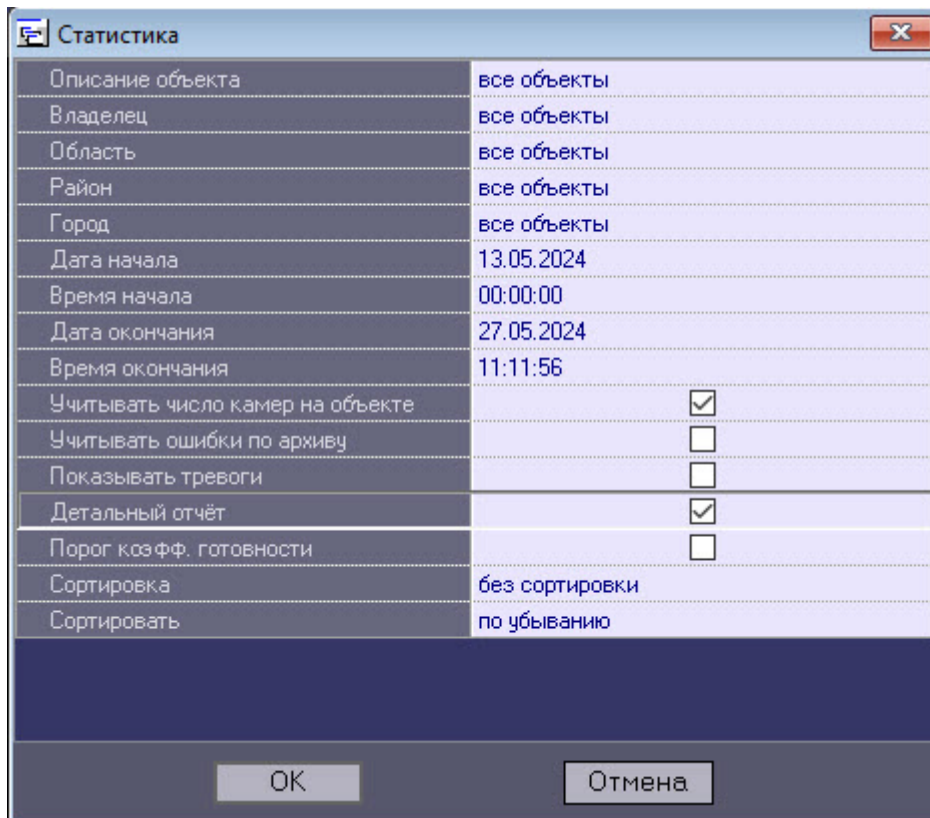 Статистика
Описание объекта все объекты
Владелец все объекты
Область все объекты
Район все объекты
Город все объекты
Дата начала 13.05.2024
Время начала 00:00:00
Дата окончания 27.05.2024
Время окончания 11:11:56
Учитывать число камер на объекте
Учитывать ошибки по архиву
Показывать тревоги
Детальный отчёт
Порог коэфф. готовности
Сортировка без сортировки
Сортировать по убыванию
OK Отмена